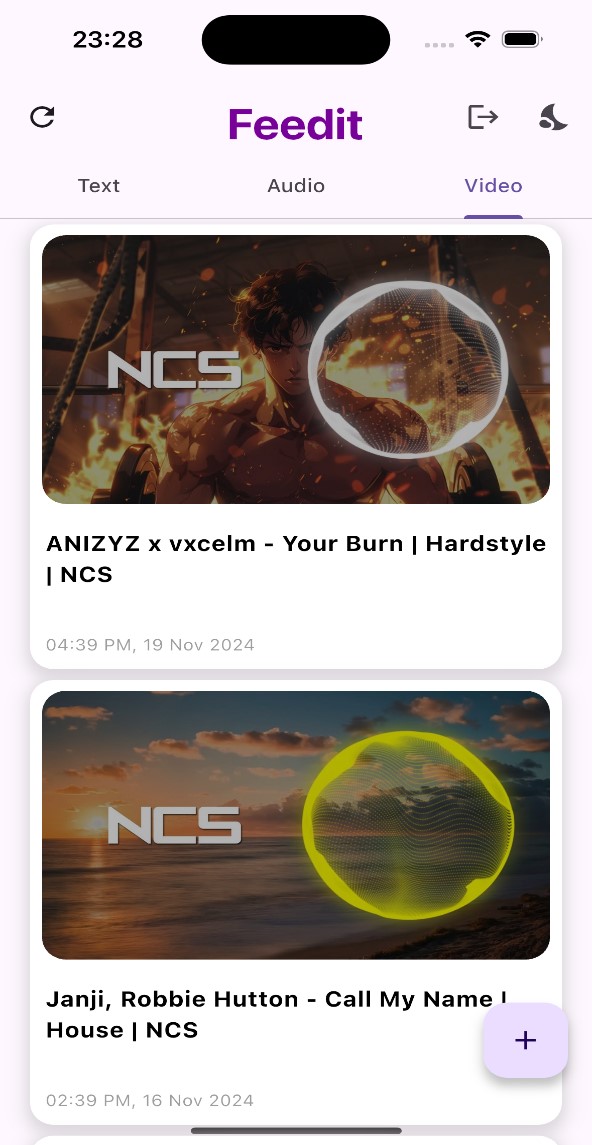 23:28
Feedit
Text Audio Video
NCS
ANIZYZ x vxcelm - Your Burn | Hardstyle
| NCS
04:39 PM, 19 Nov 2024
NCS
Janji, Robbie Hutton - Call My Name |
House | NCS
+
02:39 PM, 16 Nov 2024